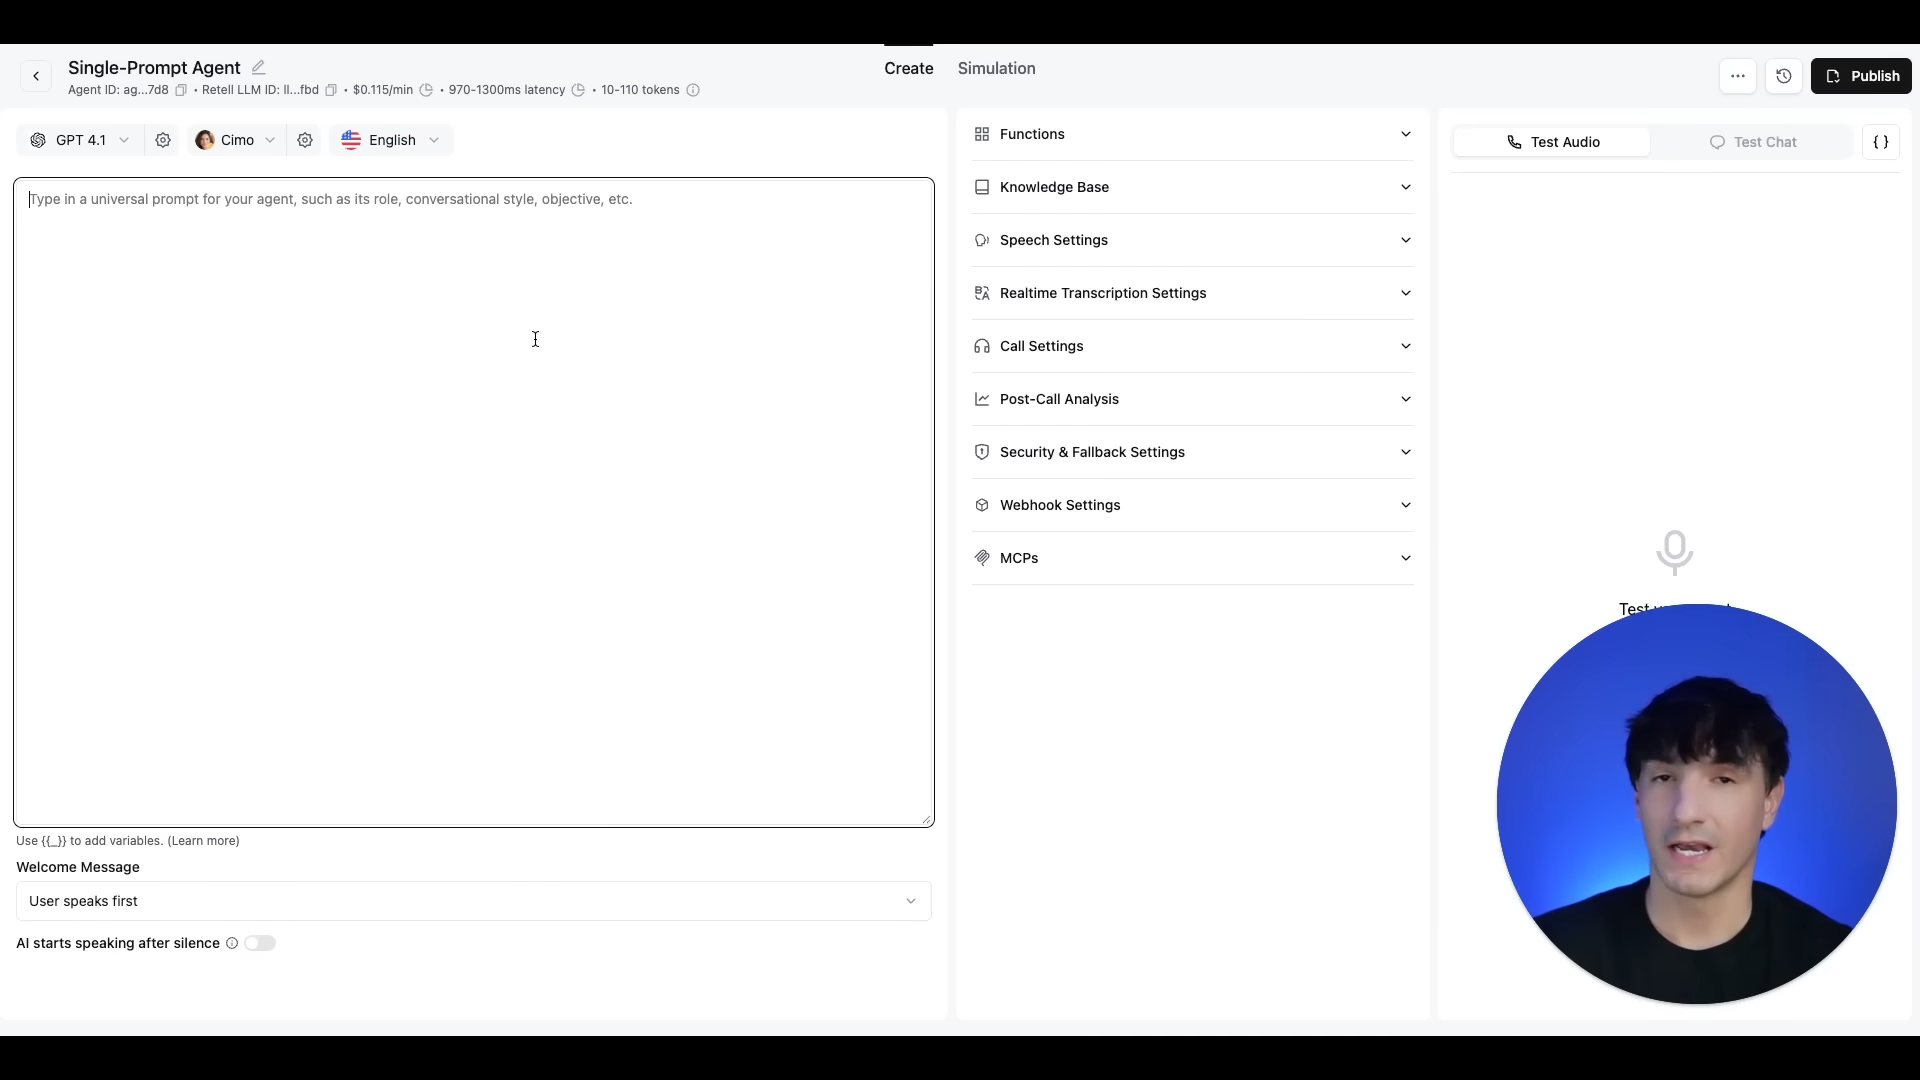 Single-Prompt Agent
Agent ID: ag...7d8 • Retell LLM ID: ll...fbd • $0.115/min • 970-1300ms latency • 10-110 tokens
Create
Simulation
Publish
GPT 4.1
Cimo
English
Type in a universal prompt for your agent, such as its role, conversational style, objective, etc.
Use {{_}} to add variables. (Learn more)
Welcome Message
User speaks first
AI starts speaking after silence
Functions
Knowledge Base
Speech Settings
Realtime Transcription Settings
Call Settings
Post-Call Analysis
Security & Fallback Settings
Webhook Settings
MCPs
Test Audio
Test Chat
{ }
Test